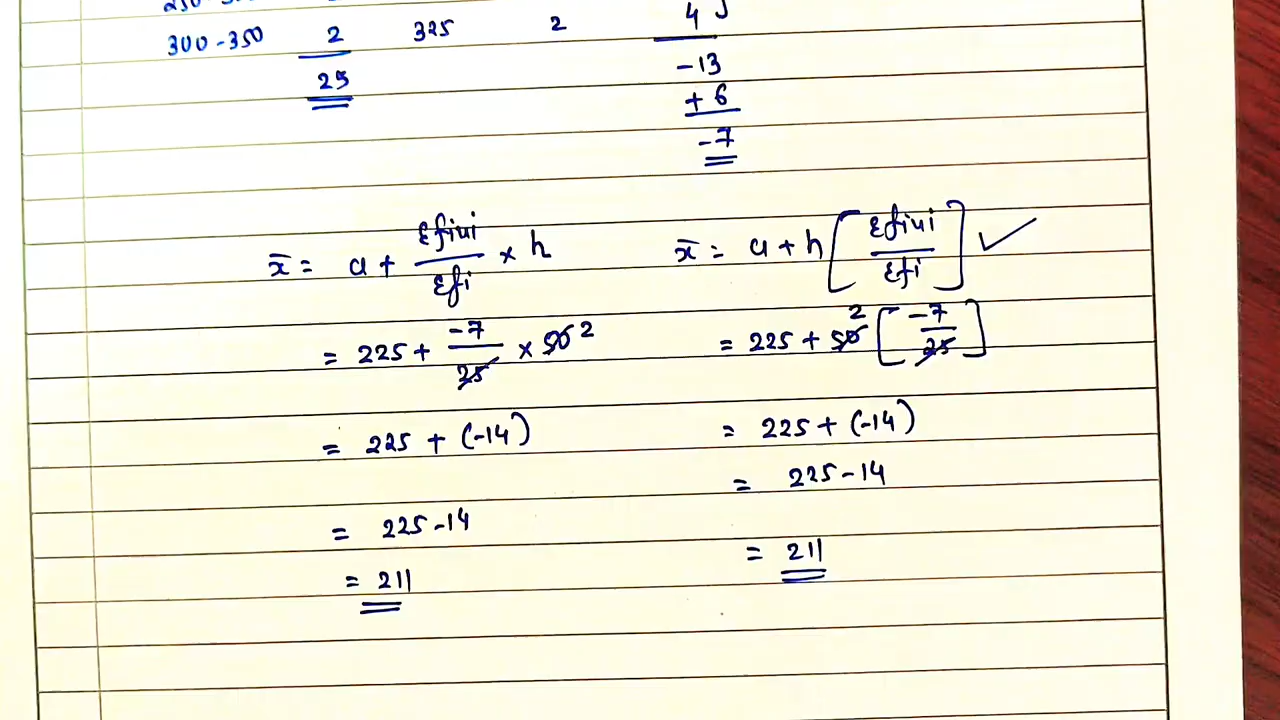 300-350 2 325 2 4
25
-13
+ 6
-7
x̄ = a + Σfiui / Σfi × h
= 225 + -7 / 25 × 50 2
= 225 + (-14)
= 225-14
= 211
x̄ = a + h [Σfiui / Σfi] ✓
= 225 + 50 2 [-7 / 25]
= 225 + (-14)
= 225-14
= 211